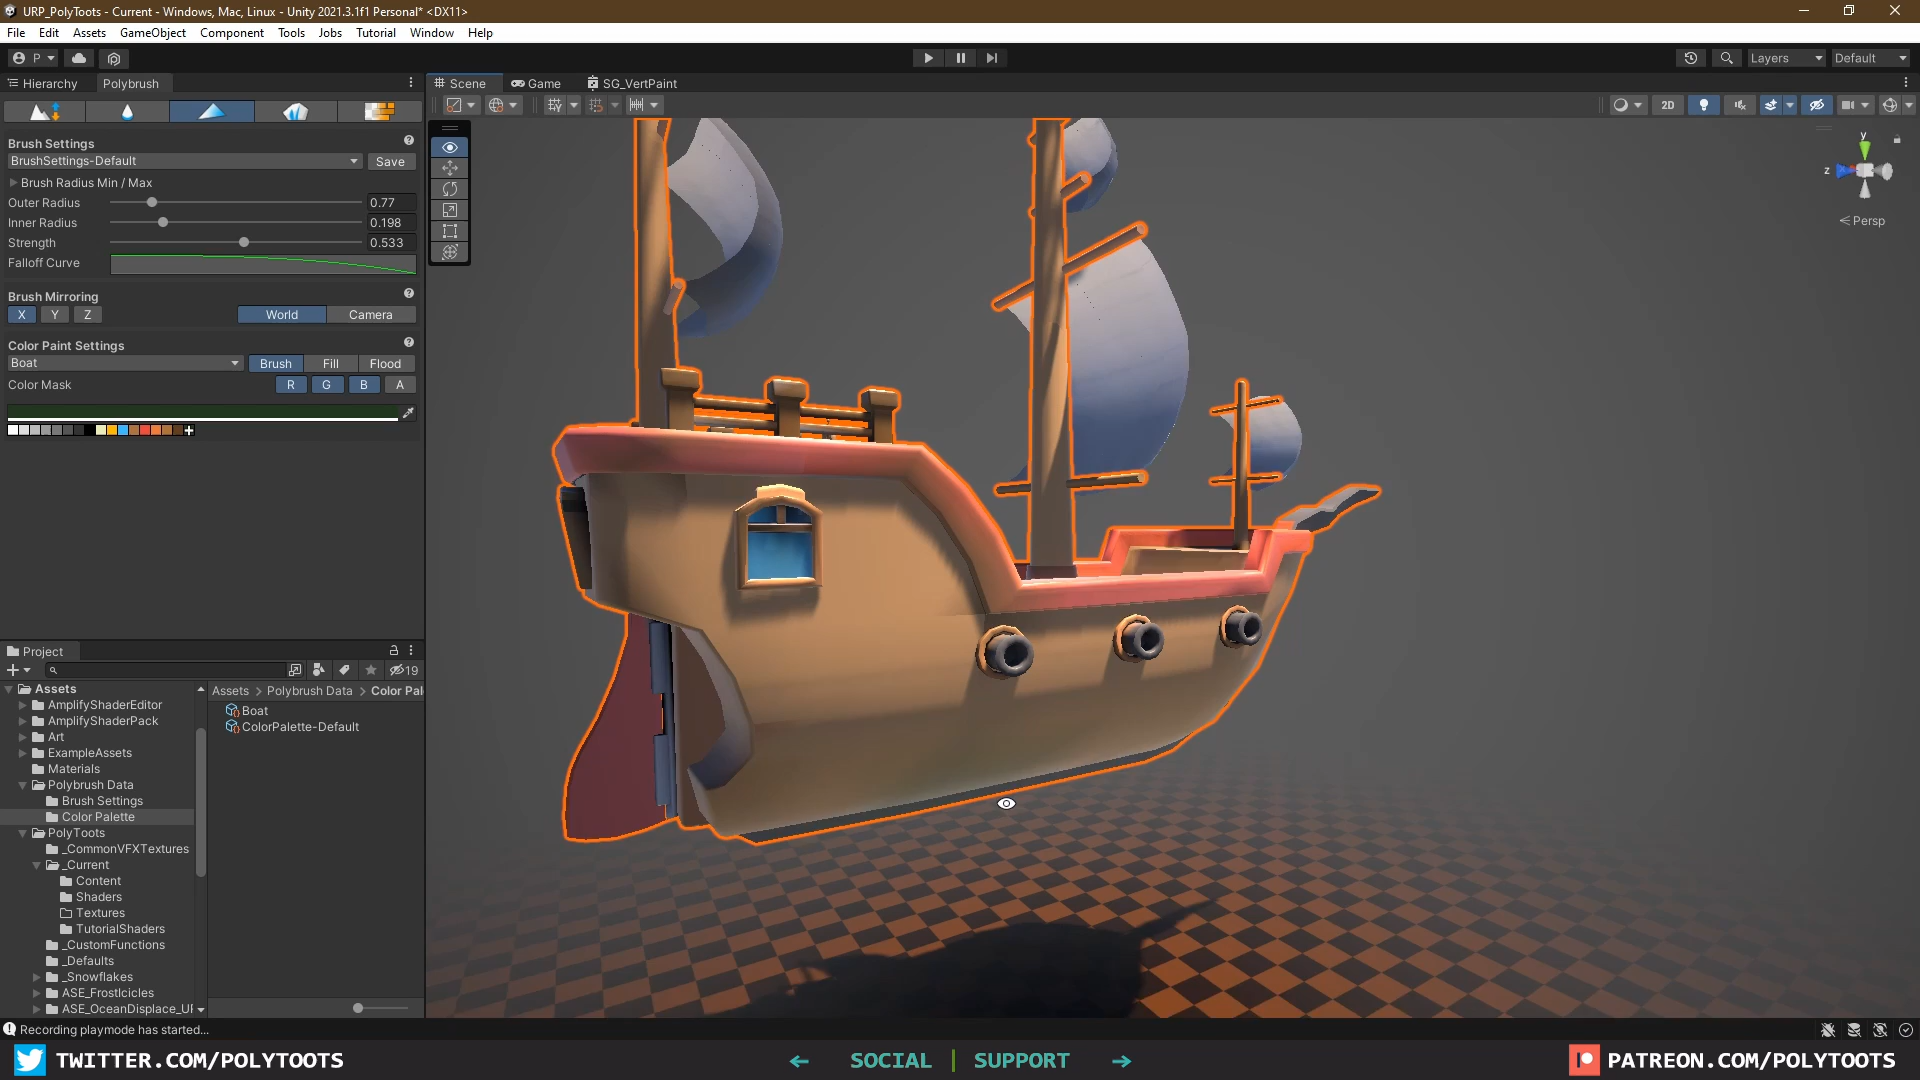 URP_PolyToots - Current - Windows, Mac, Linux - Unity 2021.3.1f1 Personal* <DX11>
File Edit Assets GameObject Component Tools Jobs Tutorial Window Help
P Layers Default
Hierarchy Polybrush Scene Game SG_VertPaint
2D
Brush Settings
BrushSettings-Default Save
Brush Radius Min / Max
Outer Radius 0.77
Inner Radius 0.198
Strength 0.533
Falloff Curve
Brush Mirroring
X Y Z World Camera
Color Paint Settings
Boat Brush Fill Flood
Color Mask R G B A
y
z
< Persp
Project
19
Assets
AmplifyShaderEditor
AmplifyShaderPack
Art
ExampleAssets
Materials
Polybrush Data
Brush Settings
Color Palette
PolyToots
_CommonVFXTextures
_Current
Content
Shaders
Textures
TutorialShaders
_CustomFunctions
_Defaults
_Snowflakes
ASE_FrostIcicles
ASE_OceanDisplace_UR
Assets > Polybrush Data > Color Pal
Boat
ColorPalette-Default
Recording playmode has started...
TWITTER.COM/POLYTOOTS ← SOCIAL | SUPPORT → PATREON.COM/POLYTOOTS